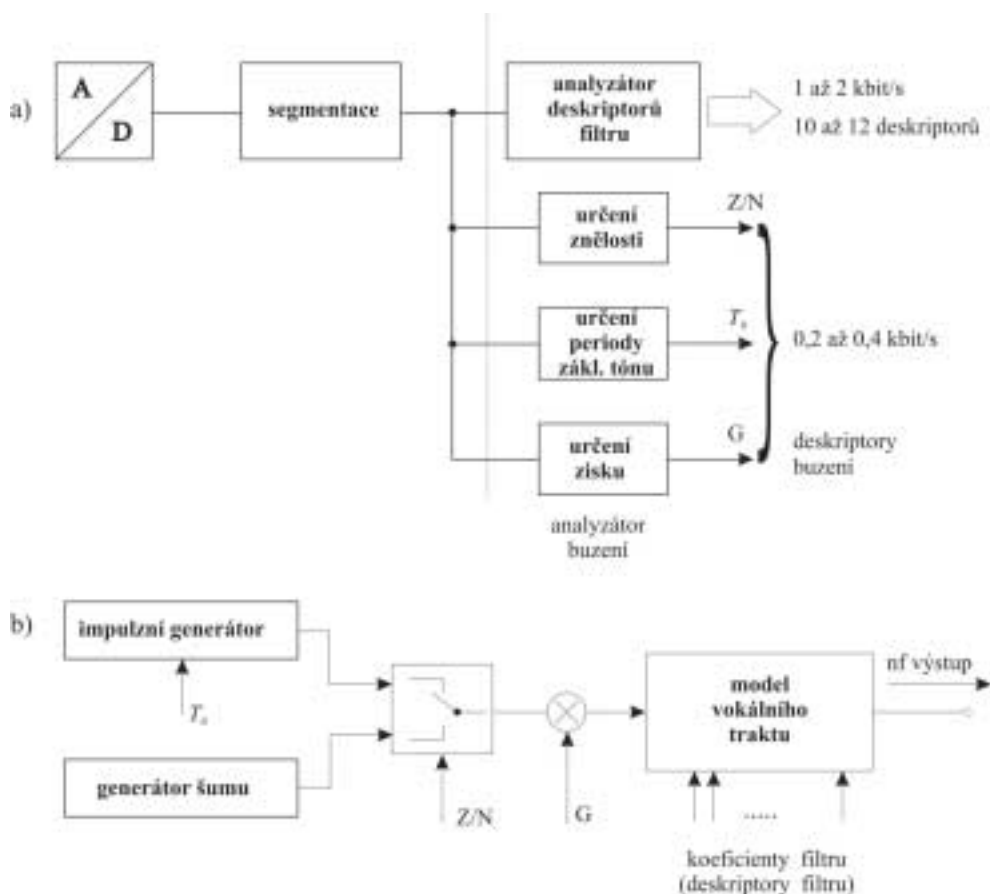 a)
A
D
segmentace
analyzátor
deskriptorů
filtru
1 až 2 kbit/s
10 až 12 deskriptorů
určení
znělosti
Z/N
určení
periody
zákl. tónu
0,2 až 0,4 kbit/s
určení
zisku
G
deskriptory
buzení
analyzátor
buzení
b)
impulzní generátor
generátor šumu
Z/N
G
model
vokálního
traktu
nf výstup
.....
koeficienty filtru
(deskriptory filtru)